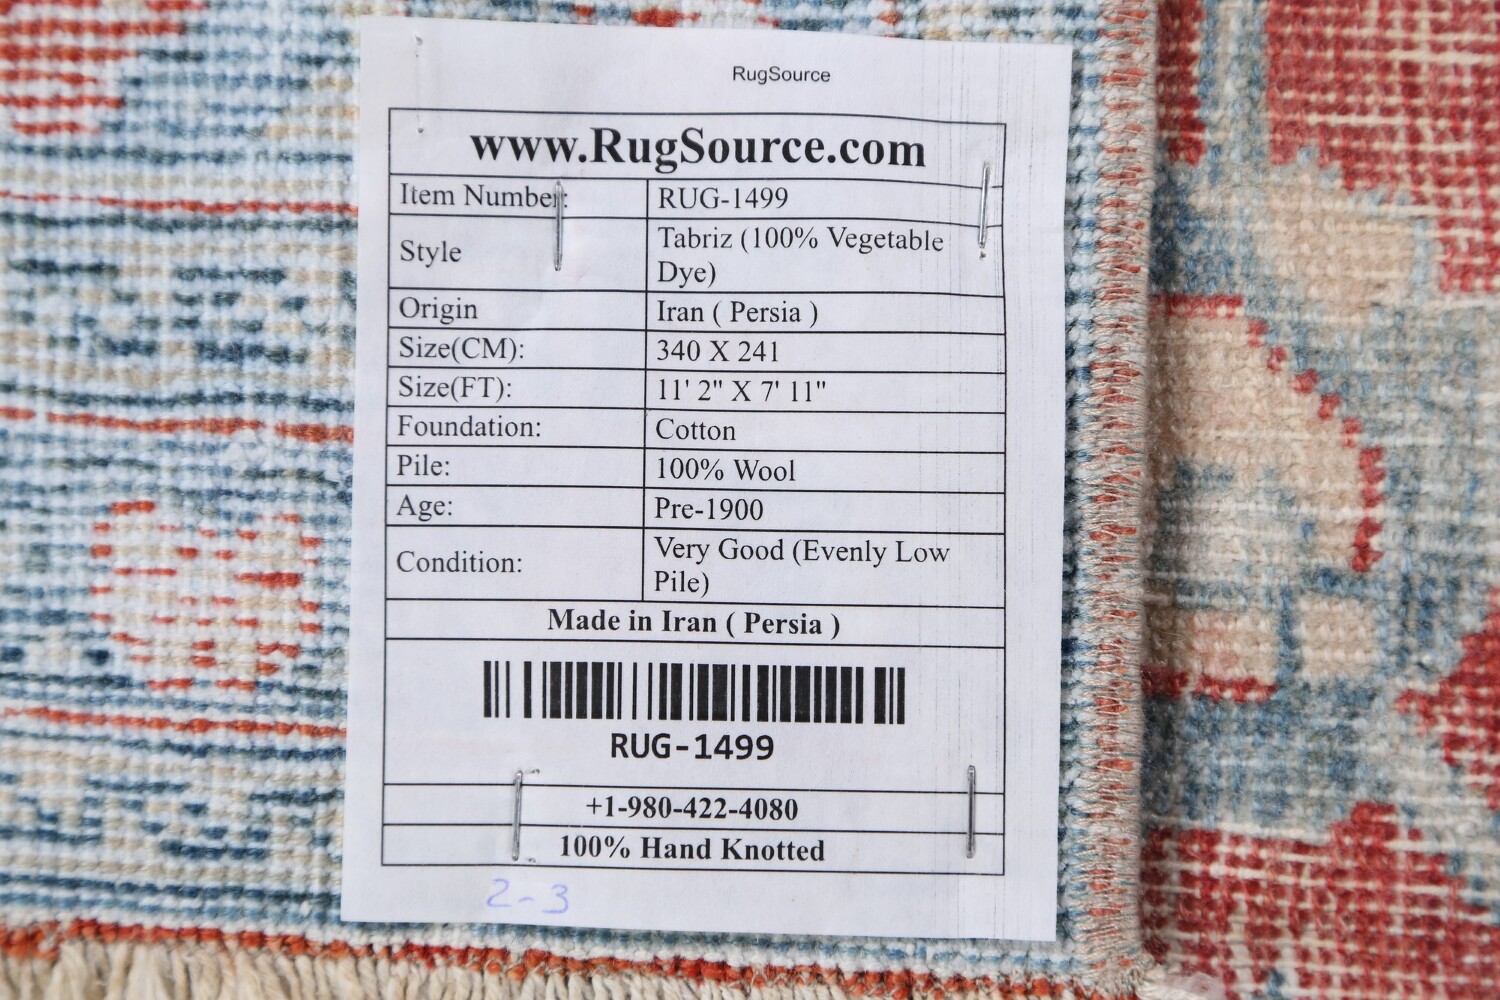 RugSource
www.RugSource.com
Item Number: RUG-1499
Style Tabriz (100% Vegetable
Dye)
Origin Iran ( Persia )
Size(CM): 340 X 241
Size(FT): 11' 2" X 7' 11"
Foundation: Cotton
Pile: 100% Wool
Age: Pre-1900
Condition: Very Good (Evenly Low
Pile)
Made in Iran ( Persia )
RUG-1499
+1-980-422-4080
100% Hand Knotted
2-3